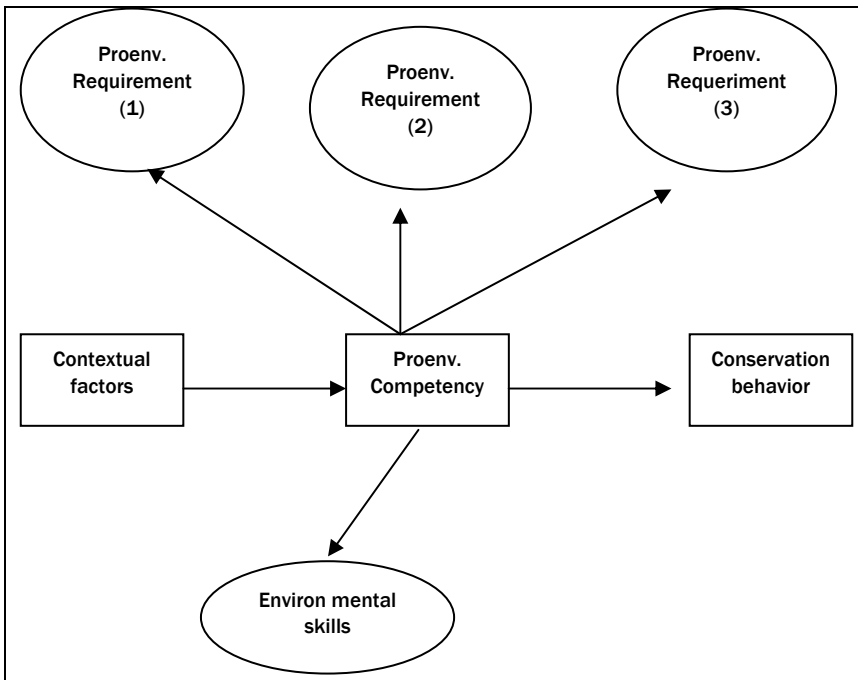 Proenv.
Requirement
(1)
Proenv.
Requirement
(2)
Proenv.
Requeriment
(3)
Contextual
factors
Proenv.
Competency
Conservation
behavior
Environ mental
skills